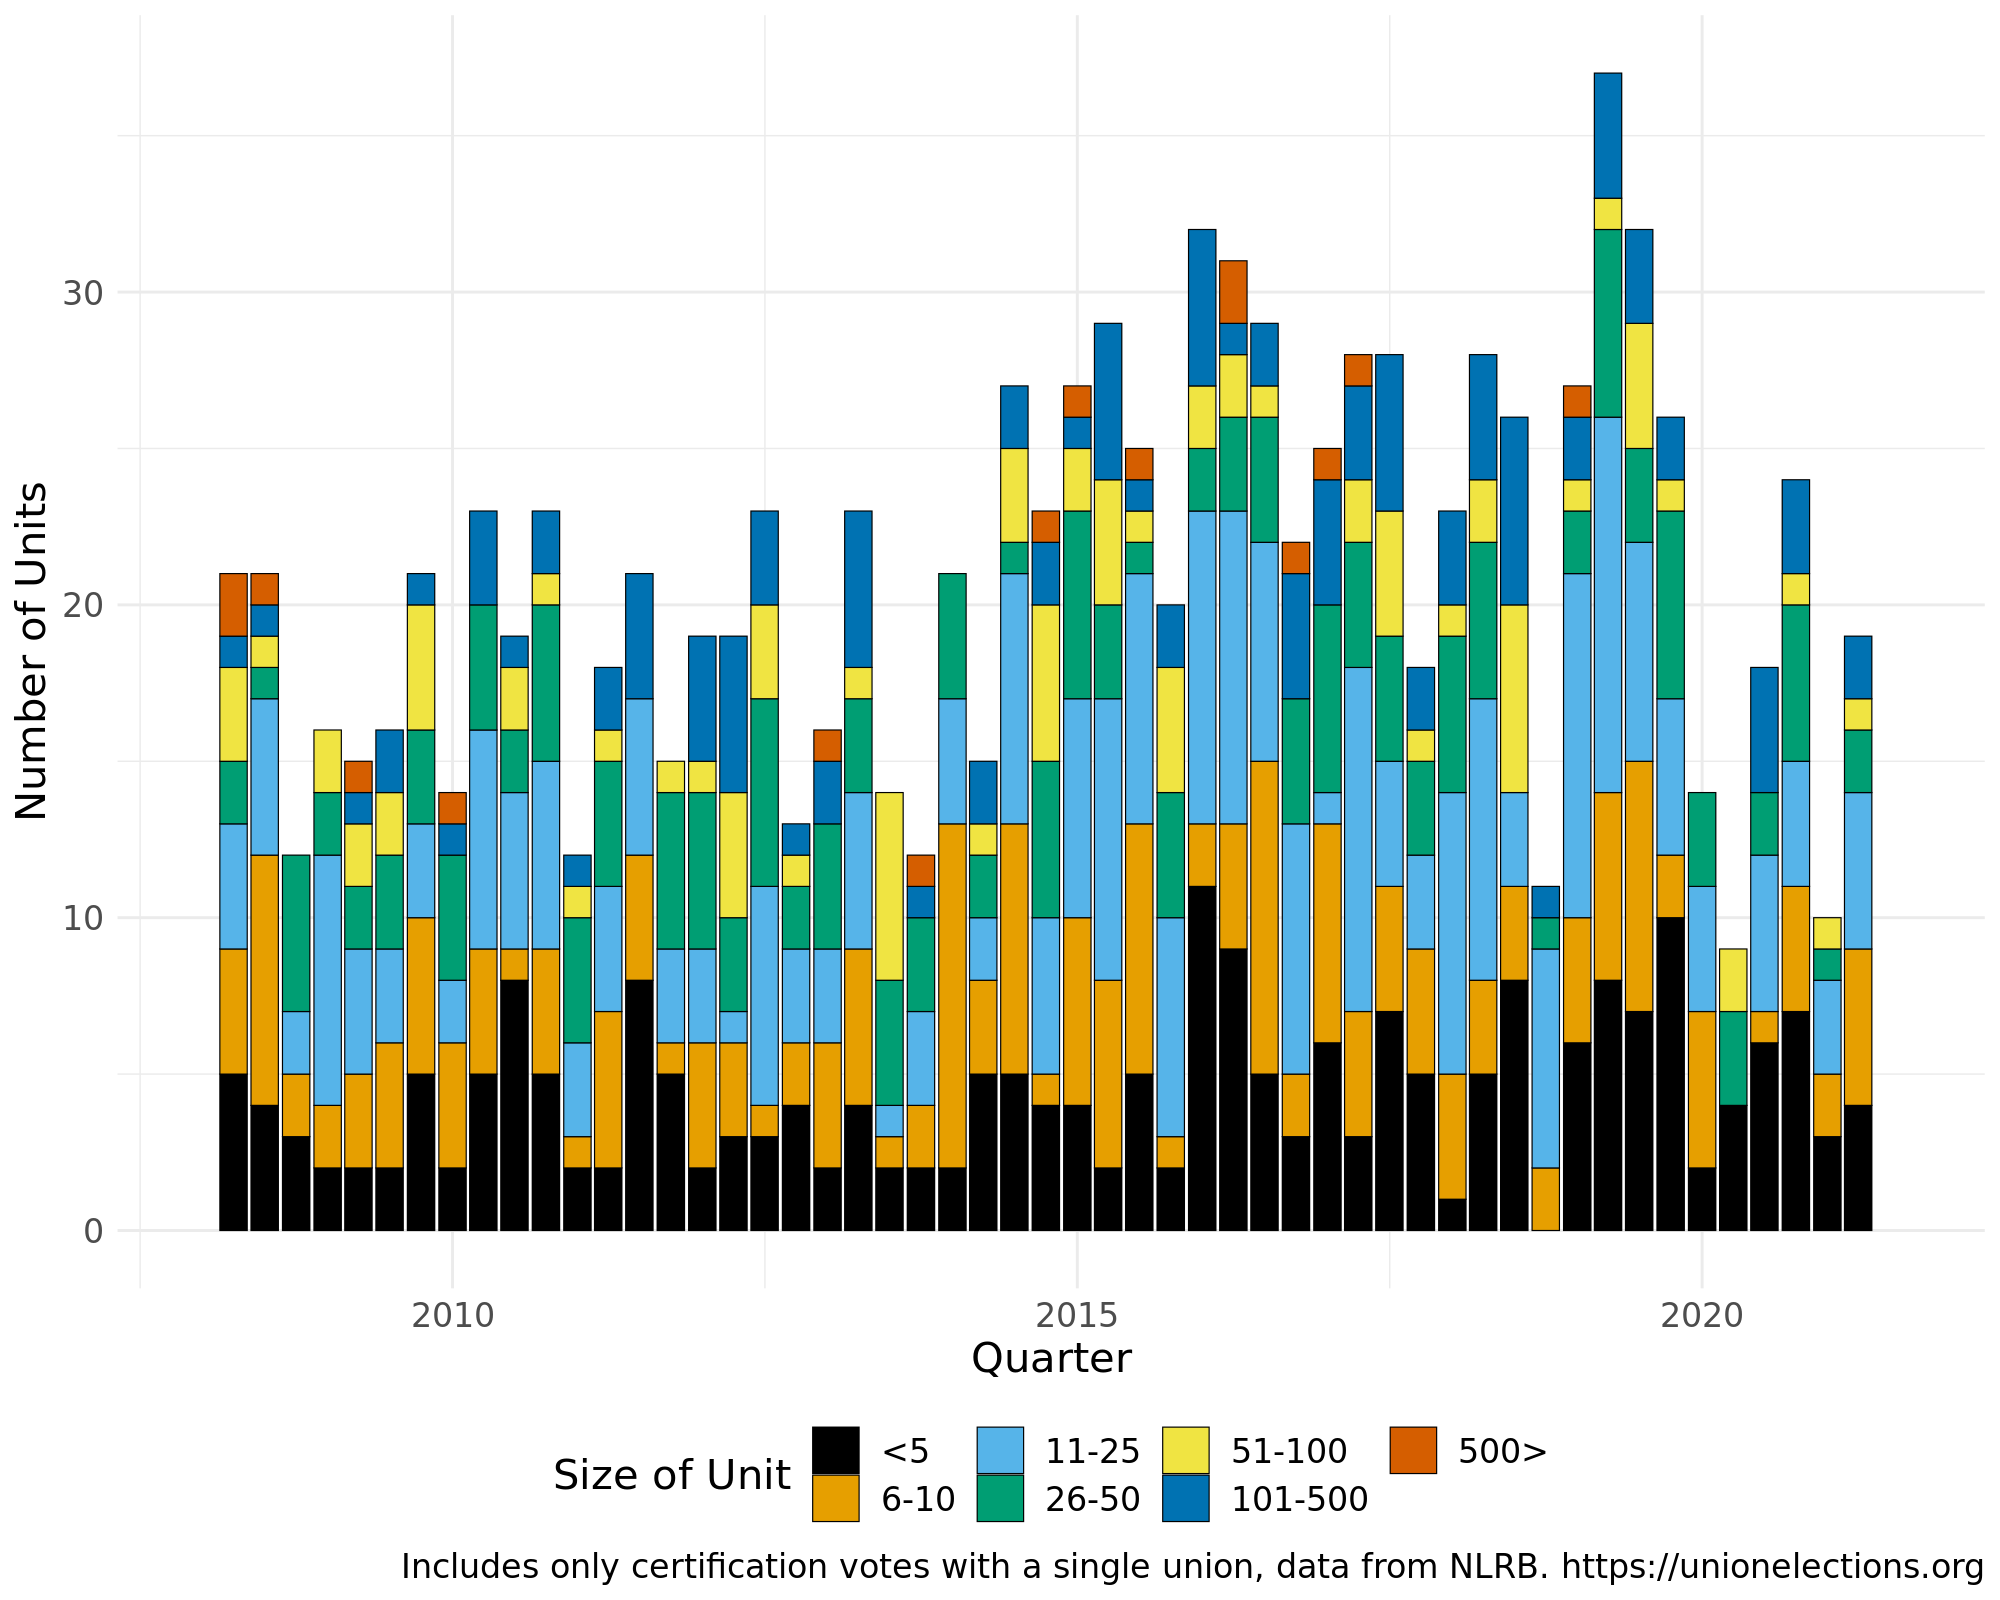 30
20
10
0
Number of Units
2010 2015 2020
Quarter
Size of Unit
<5 11-25 51-100 500>
6-10 26-50 101-500
Includes only certification votes with a single union, data from NLRB. https://unionelections.org